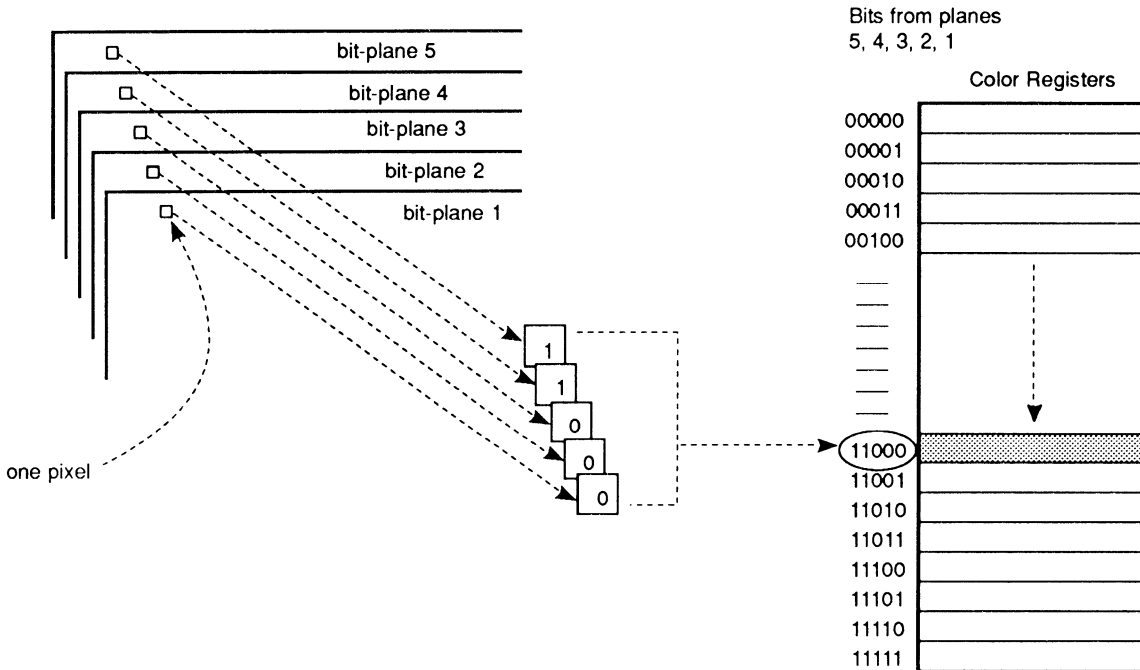 bit-plane 5
bit-plane 4
bit-plane 3
bit-plane 2
bit-plane 1
one pixel
1
1
0
0
0
Bits from planes
5, 4, 3, 2, 1
Color Registers
00000
00001
00010
00011
00100
11000
11001
11010
11011
11100
11101
11110
11111